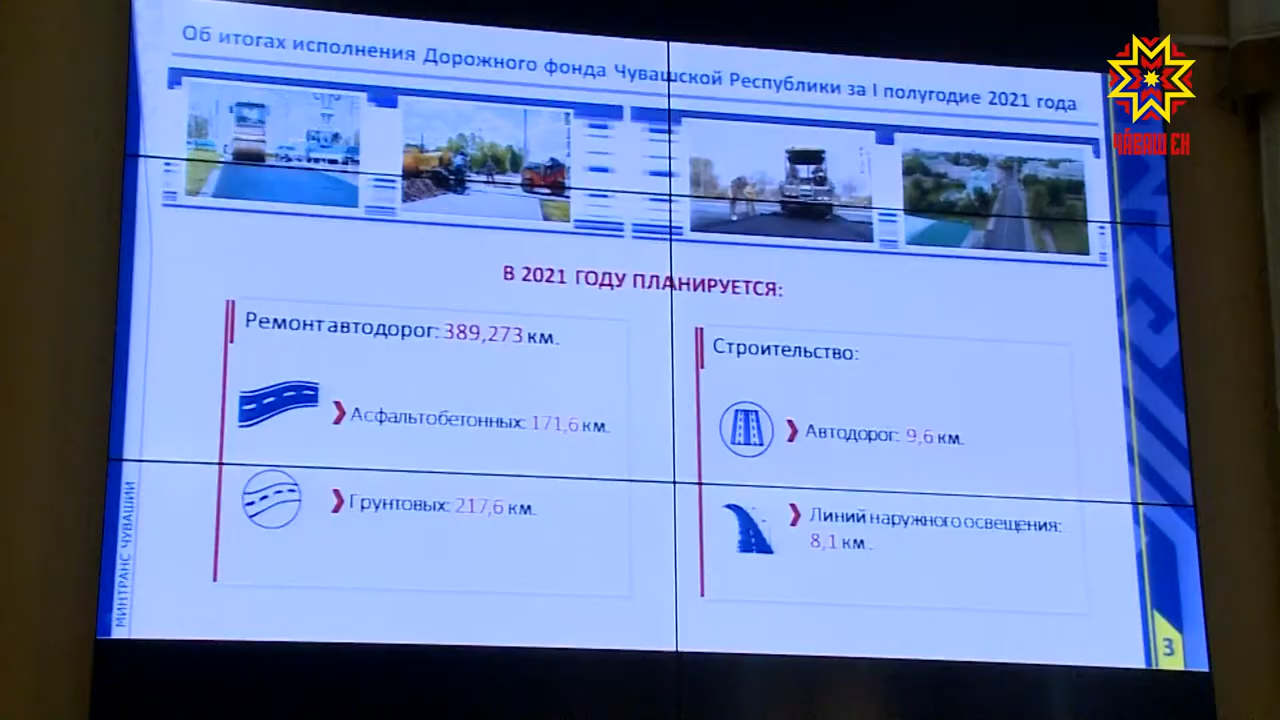 Об итогах исполнения Дорожного фонда Чувашской Республики за I полугодие 2021 года
ЧӐВАШ ЕН
В 2021 ГОДУ ПЛАНИРУЕТСЯ:
Ремонт автодорог: 389,273 км.
Асфальтобетонных: 171,6 км.
Грунтовых: 217,6 км.
Строительство:
Автодорог: 9,6 км.
Линий наружного освещения:
8,1 км.
МИНТРАНС ЧУВАШИИ
3